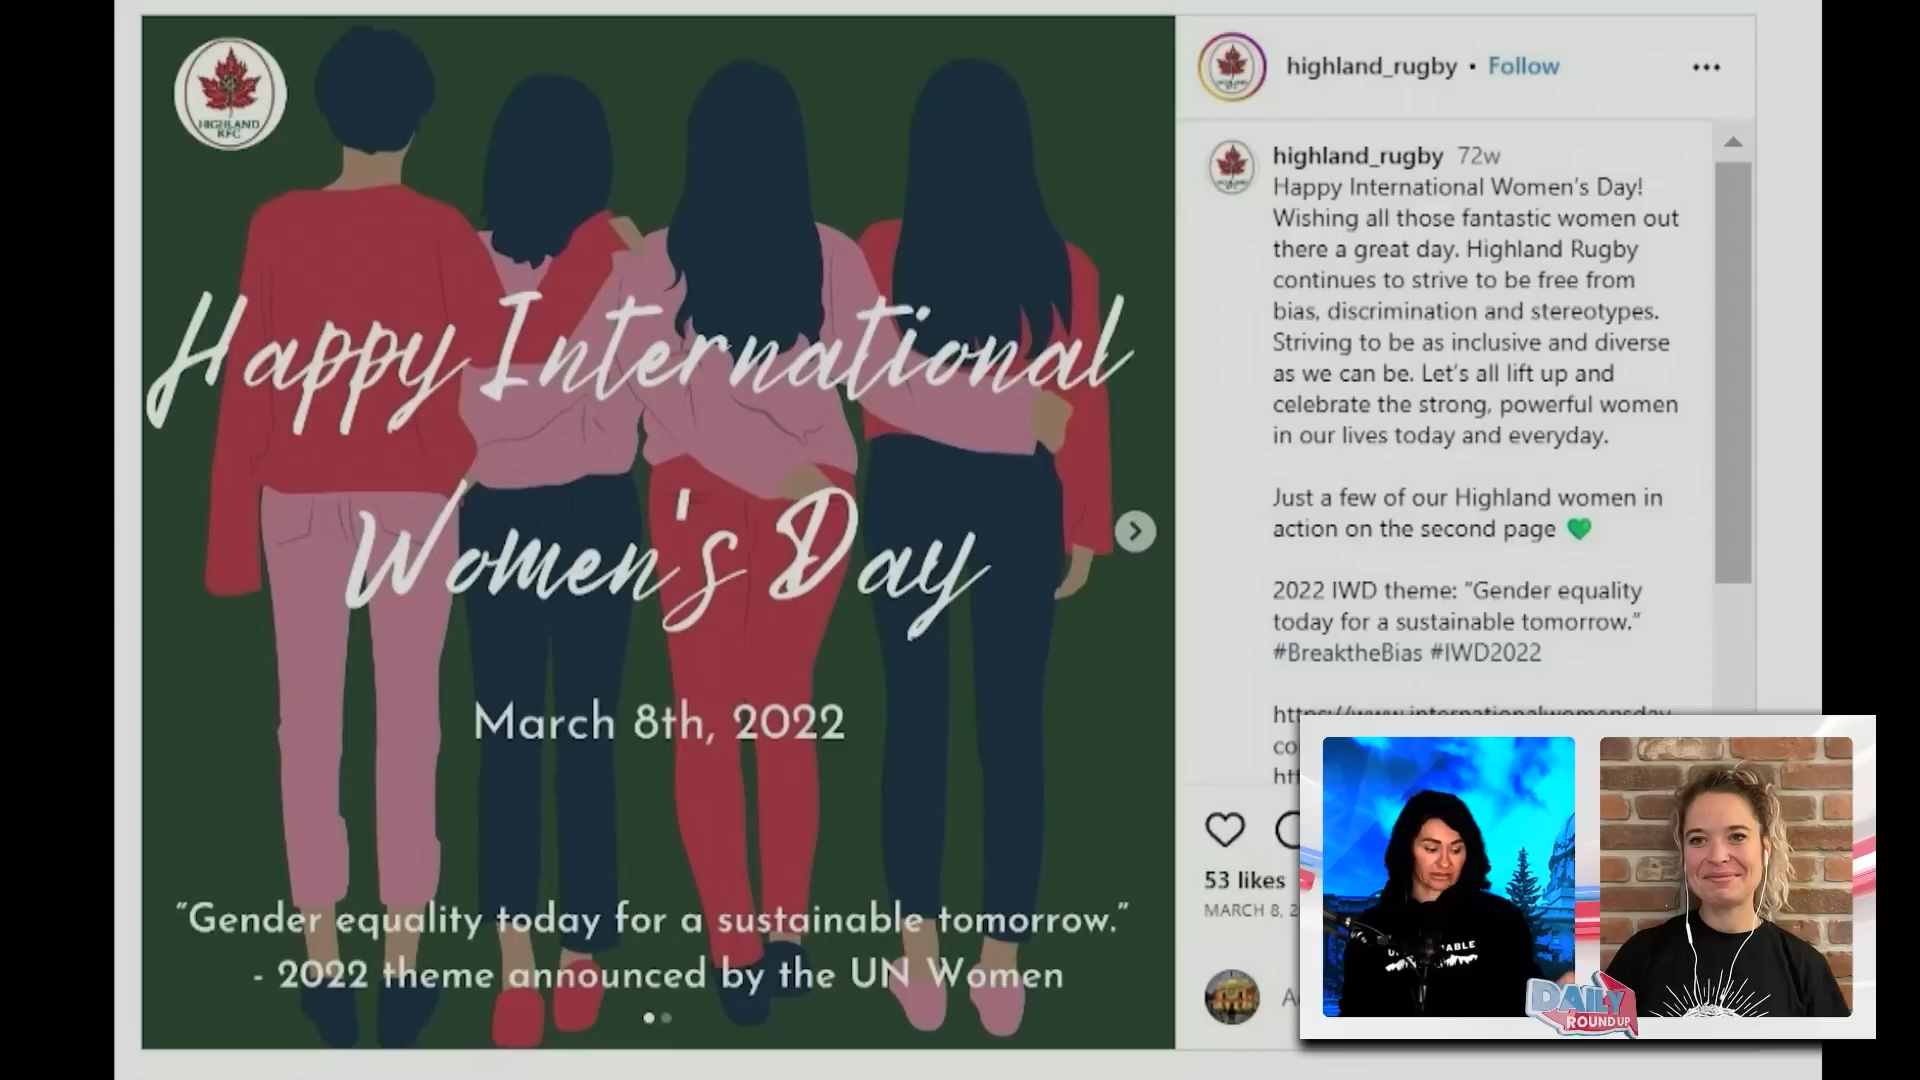 HIGHLAND
RFC
Happy International
Women's Day
March 8th, 2022
"Gender equality today for a sustainable tomorrow."
- 2022 theme announced by the UN Women
highland_rugby • Follow
highland_rugby 72w
Happy International Women's Day!
Wishing all those fantastic women out
there a great day. Highland Rugby
continues to strive to be free from
bias, discrimination and stereotypes.
Striving to be as inclusive and diverse
as we can be. Let's all lift up and
celebrate the strong, powerful women
in our lives today and everyday.
Just a few of our Highland women in
action on the second page 💚
2022 IWD theme: "Gender equality
today for a sustainable tomorrow."
#BreaktheBias #IWD2022
https://www.internationalwomensday.
53 likes
MARCH 8, 2
DAILY
ROUNDUP